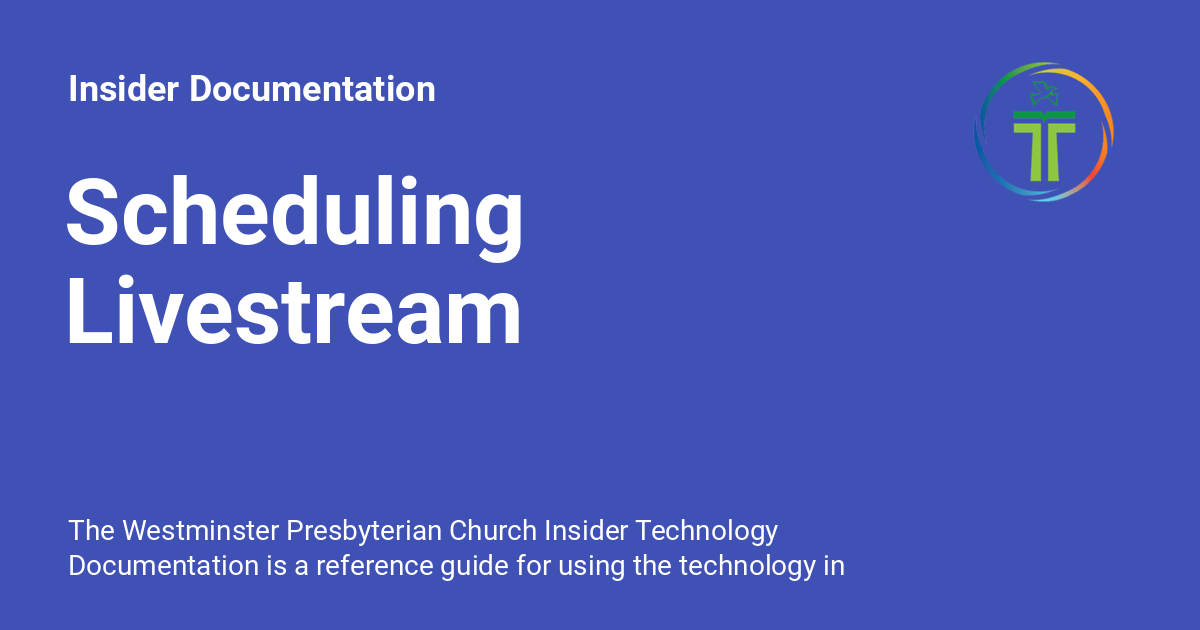 Insider Documentation
Scheduling
Livestream
The Westminster Presbyterian Church Insider Technology
Documentation is a reference guide for using the technology in